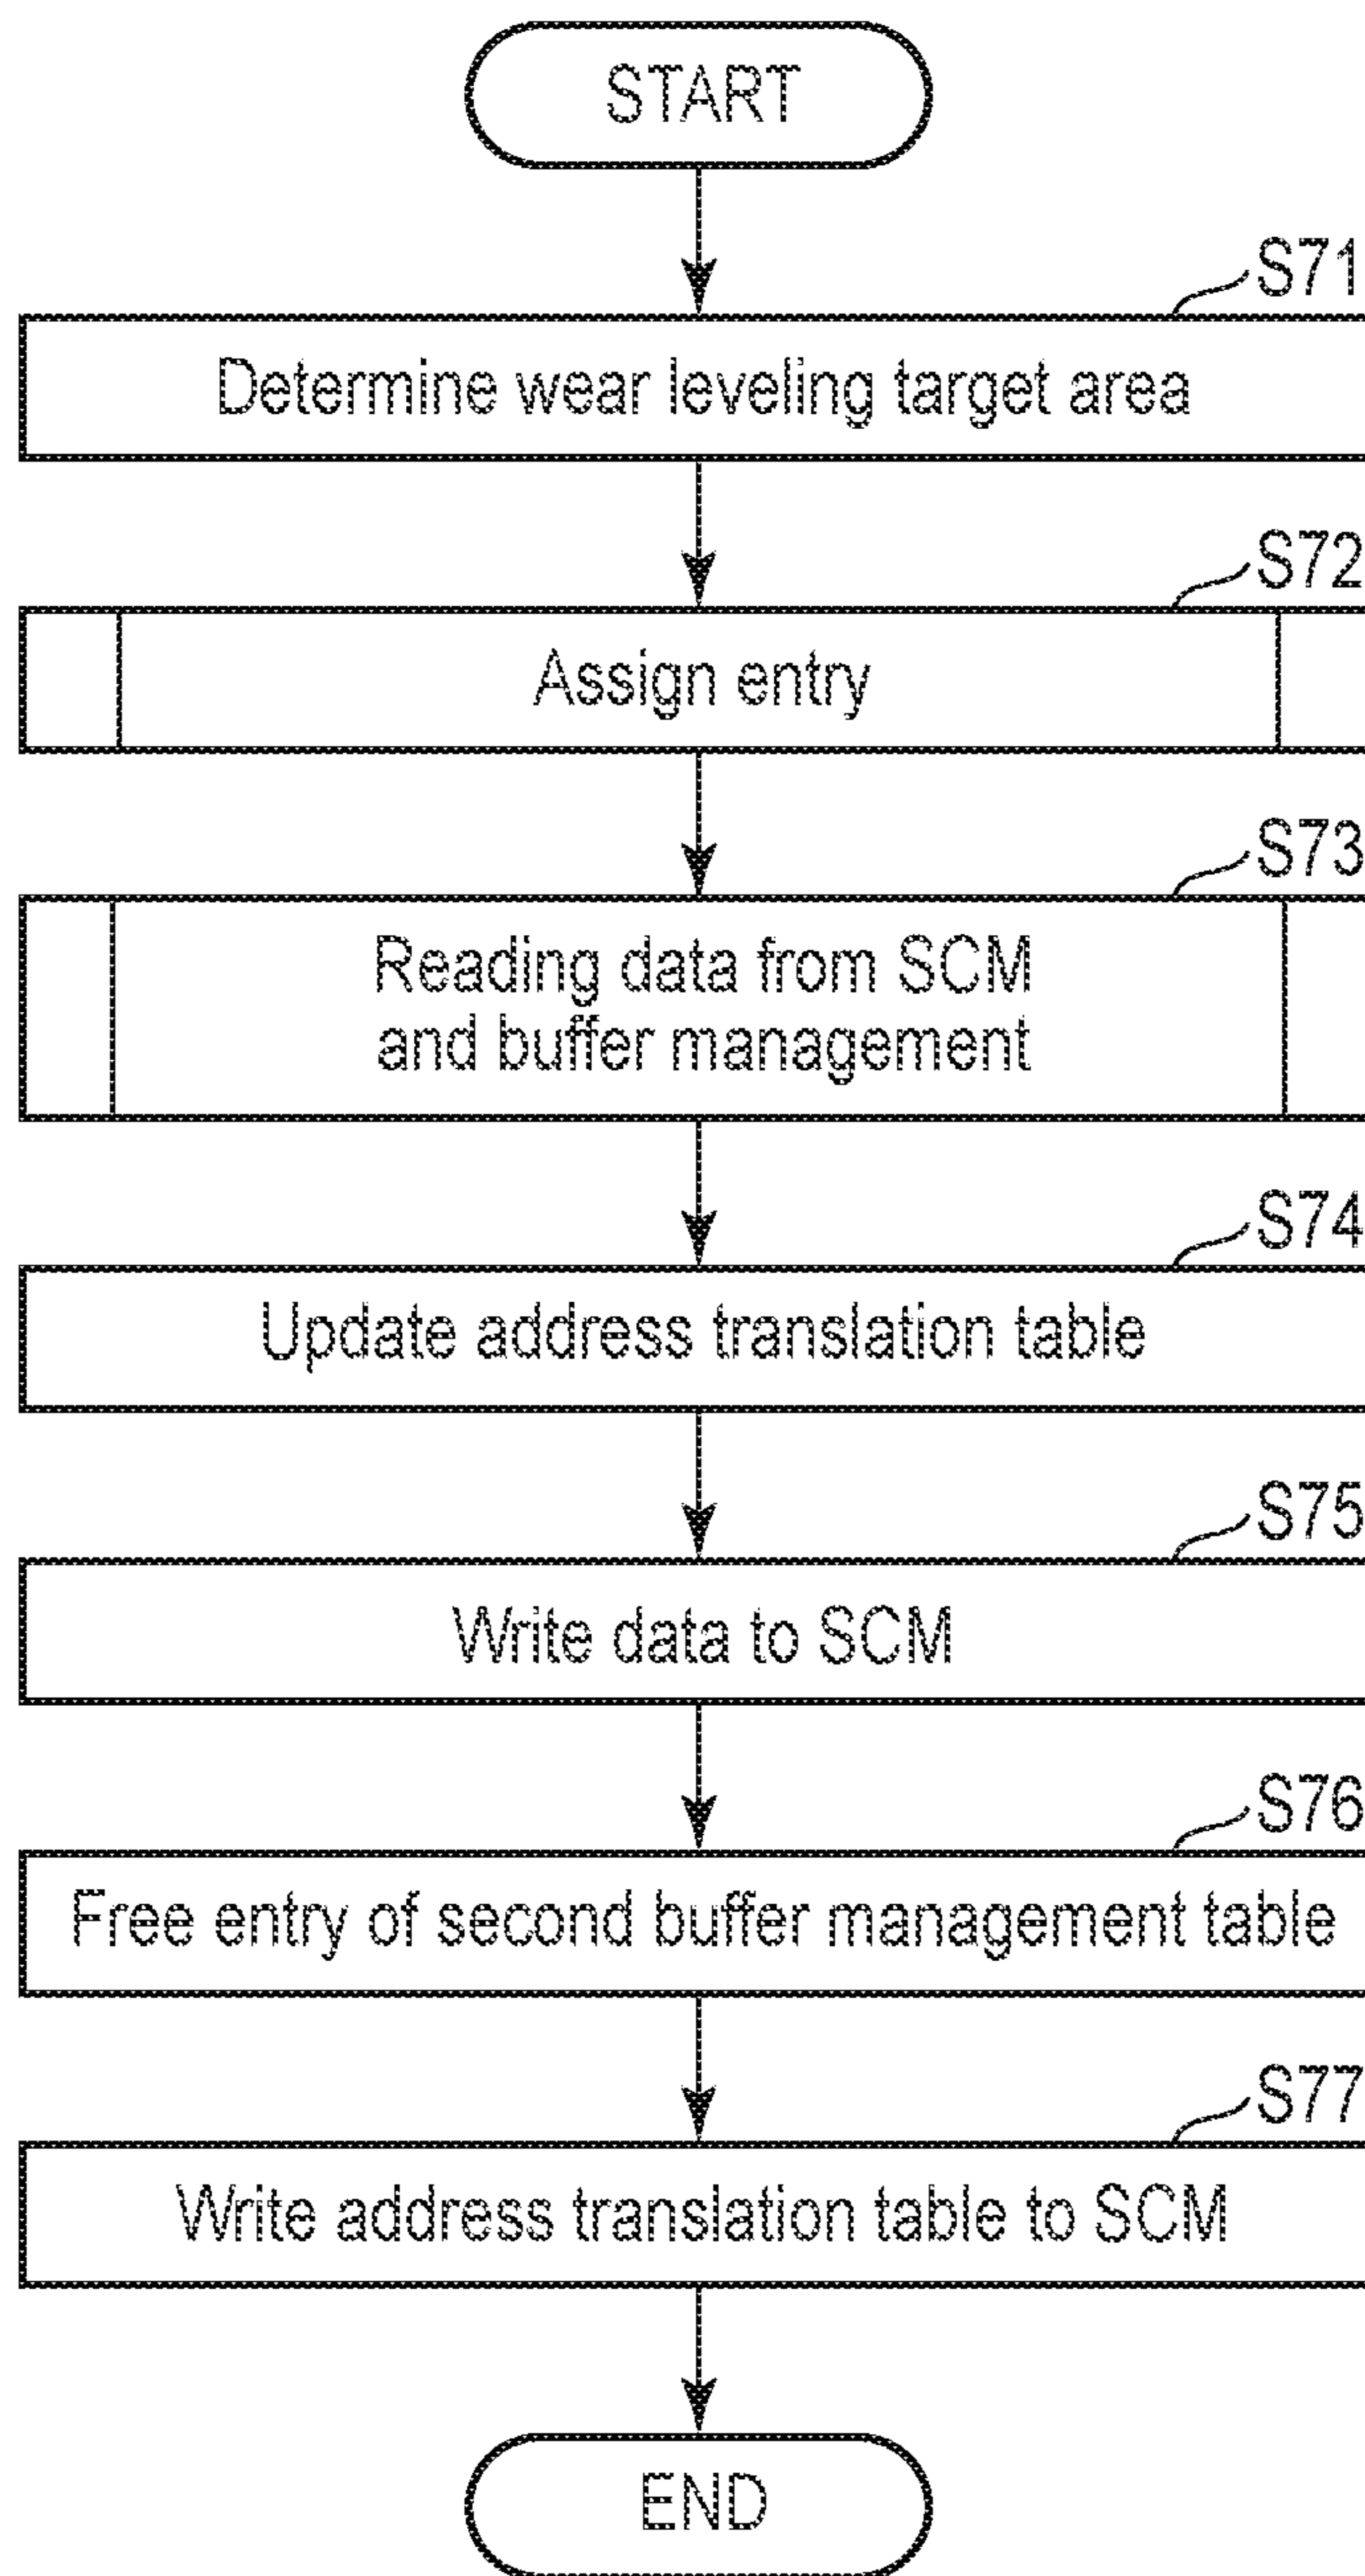 START
S71
Determine wear leveling target area
S72
Assign entry
S73
Reading data from SCM
and buffer management
S74
Update address translation table
S75
Write data to SCM
S76
Free entry of second buffer management table
S77
Write address translation table to SCM
END